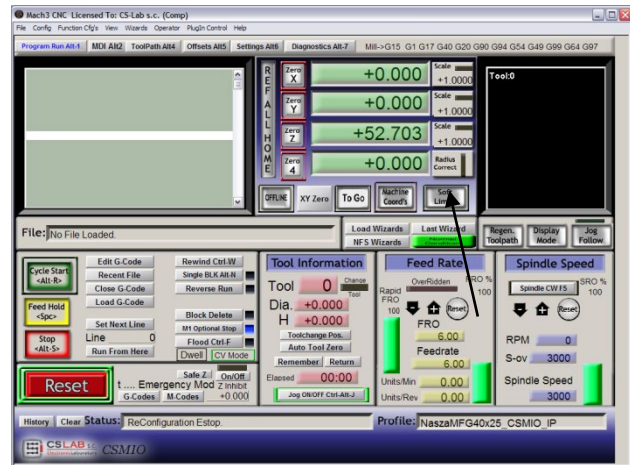 Mach3 CNC Licensed To: CS-Lab s.c. (Comp)
File Config Function Cfg's View Wizards Operator PlugIn Control Help
Program Run Alt-1 MDI Alt2 ToolPath Alt4 Offsets Alt5 Settings Alt6 Diagnostics Alt-7 Mill->G15 G1 G17 G40 G20 G90 G94 G54 G49 G99 G64 G97
REF ALL HOME
Zero X +0.000 Scale +1.0000
Zero Y +0.000 Scale +1.0000
Zero Z +52.703 Scale +1.0000
Zero 4 +0.000 Radius Correct
OFFLINE XY Zero To Go Machine Coord's Soft
Tool:0
File: No File Loaded.
Load Wizards Last Wizard
NFS Wizards
Regen. Toolpath Display Mode Jog Follow
Cycle Start <Alt-R>
Feed Hold <Spc>
Stop <Alt-S>
Edit G-Code Rewind Ctrl-W
Recent File Single BLK Alt-N
Close G-Code Reverse Run
Load G-Code
Block Delete
Set Next Line M1 Optional Stop
Line 0 Flood Ctrl-F
Run From Here Dwell CV Mode
Reset
t .... Emergency Mod
Safe Z On/Off
Z Inhibit
G-Codes M-Codes +0.000
Tool Information
Tool 0 Change Tool
Dia. +0.000
H +0.000
Toolchange Pos.
Auto Tool Zero
Remember Return
Elapsed 00:00
Jog ON/OFF Ctrl-Alt-J
Feed Rate
OverRidden
Rapid FRO 100
FRO % 100
Reset
FRO
6.00
Feedrate
6.00
Units/Min 0.00
Units/Rev 0.00
Spindle Speed
Spindle CW F5
SRO % 100
Reset
RPM 0
S-ov 3000
Spindle Speed
3000
History Clear Status: ReConfiguration Estop.
Profile: NaszaMFG40x25_CSMIO_IP
CSLAB s.c. CSMIO